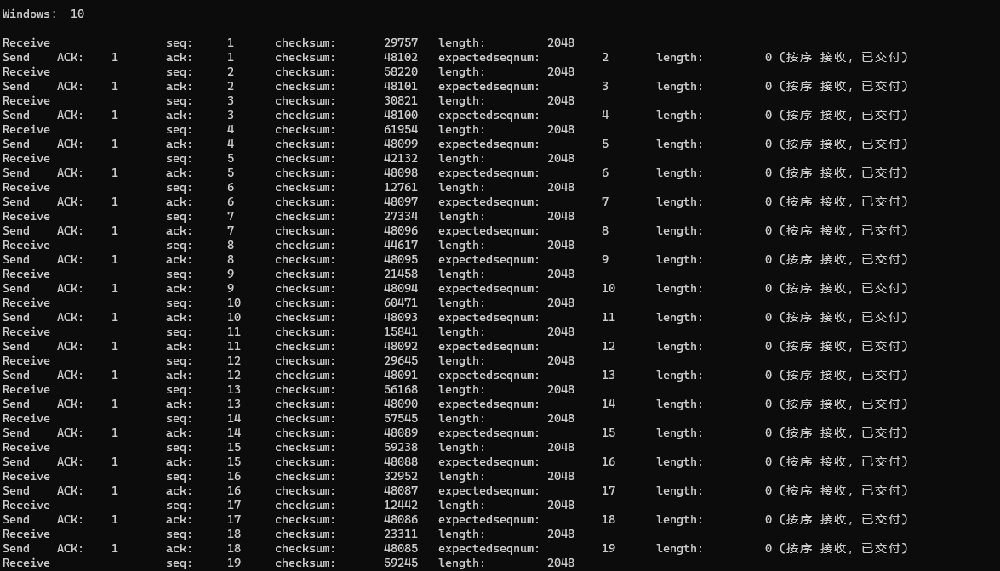 Windows:  10
Receive seq: 1 checksum: 29757 length: 2048
Send ACK: 1 ack: 1 checksum: 48102 expectedseqnum: 2 length: 0 (按序 接收, 已交付)
Receive seq: 2 checksum: 58220 length: 2048
Send ACK: 1 ack: 2 checksum: 48101 expectedseqnum: 3 length: 0 (按序 接收, 已交付)
Receive seq: 3 checksum: 30821 length: 2048
Send ACK: 1 ack: 3 checksum: 48100 expectedseqnum: 4 length: 0 (按序 接收, 已交付)
Receive seq: 4 checksum: 61954 length: 2048
Send ACK: 1 ack: 4 checksum: 48099 expectedseqnum: 5 length: 0 (按序 接收, 已交付)
Receive seq: 5 checksum: 42132 length: 2048
Send ACK: 1 ack: 5 checksum: 48098 expectedseqnum: 6 length: 0 (按序 接收, 已交付)
Receive seq: 6 checksum: 12761 length: 2048
Send ACK: 1 ack: 6 checksum: 48097 expectedseqnum: 7 length: 0 (按序 接收, 已交付)
Receive seq: 7 checksum: 27334 length: 2048
Send ACK: 1 ack: 7 checksum: 48096 expectedseqnum: 8 length: 0 (按序 接收, 已交付)
Receive seq: 8 checksum: 44617 length: 2048
Send ACK: 1 ack: 8 checksum: 48095 expectedseqnum: 9 length: 0 (按序 接收, 已交付)
Receive seq: 9 checksum: 21458 length: 2048
Send ACK: 1 ack: 9 checksum: 48094 expectedseqnum: 10 length: 0 (按序 接收, 已交付)
Receive seq: 10 checksum: 60471 length: 2048
Send ACK: 1 ack: 10 checksum: 48093 expectedseqnum: 11 length: 0 (按序 接收, 已交付)
Receive seq: 11 checksum: 15841 length: 2048
Send ACK: 1 ack: 11 checksum: 48092 expectedseqnum: 12 length: 0 (按序 接收, 已交付)
Receive seq: 12 checksum: 29645 length: 2048
Send ACK: 1 ack: 12 checksum: 48091 expectedseqnum: 13 length: 0 (按序 接收, 已交付)
Receive seq: 13 checksum: 56168 length: 2048
Send ACK: 1 ack: 13 checksum: 48090 expectedseqnum: 14 length: 0 (按序 接收, 已交付)
Receive seq: 14 checksum: 57545 length: 2048
Send ACK: 1 ack: 14 checksum: 48089 expectedseqnum: 15 length: 0 (按序 接收, 已交付)
Receive seq: 15 checksum: 59238 length: 2048
Send ACK: 1 ack: 15 checksum: 48088 expectedseqnum: 16 length: 0 (按序 接收, 已交付)
Receive seq: 16 checksum: 32952 length: 2048
Send ACK: 1 ack: 16 checksum: 48087 expectedseqnum: 17 length: 0 (按序 接收, 已交付)
Receive seq: 17 checksum: 12442 length: 2048
Send ACK: 1 ack: 17 checksum: 48086 expectedseqnum: 18 length: 0 (按序 接收, 已交付)
Receive seq: 18 checksum: 23311 length: 2048
Send ACK: 1 ack: 18 checksum: 48085 expectedseqnum: 19 length: 0 (按序 接收, 已交付)
Receive seq: 19 checksum: 59245 length: 2048